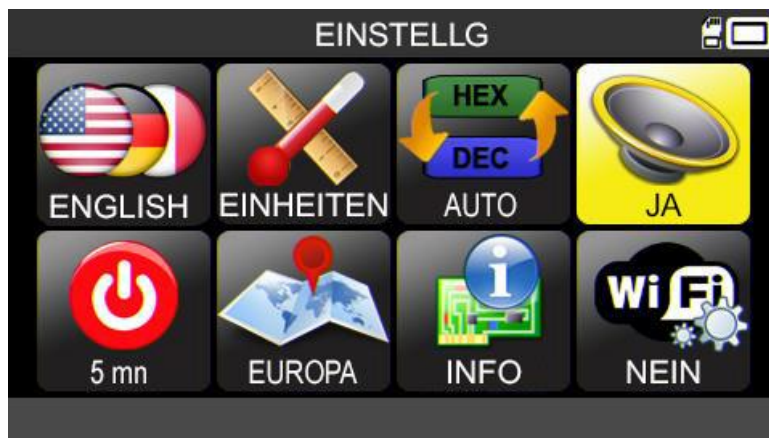 EINSTELLG
HEX
DEC
ENGLISH EINHEITEN AUTO JA
i
Wi Fi
5 mn EUROPA INFO NEIN